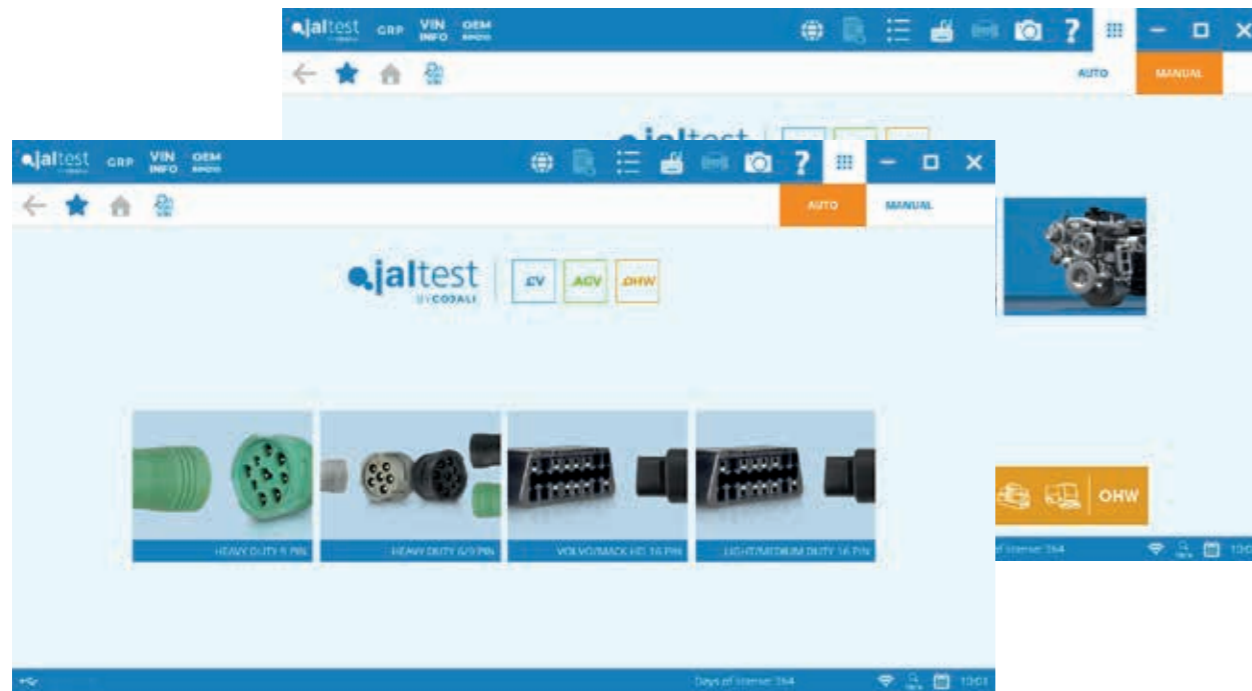 jaltest GRP VIN INFO OEM
? AUTO MANUAL
jaltest
OHW
jaltest GRP VIN INFO OEM
?
AUTO MANUAL
jaltest .CV .AGV .OHW
BY COJALI
HEAVY DUTY 9 PIN
HEAVY DUTY 6/9 PIN
VOLVO/MACK HD 16 PIN
LIGHT/MEDIUM DUTY 16 PIN
Days of license: 364
10:01